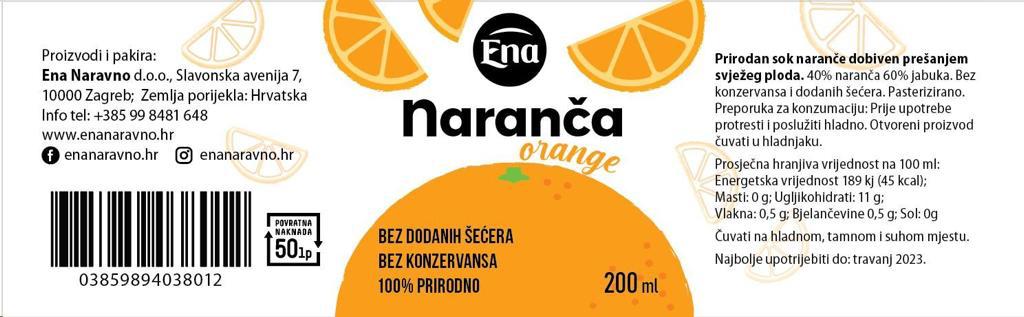 Proizvodi i pakira:
Ena Naravno d.o.o., Slavonska avenija 7,
10000 Zagreb; Zemlja porijekla: Hrvatska
Info tel: +385 99 8481 648
www.enanaravno.hr
enanaravno.hr enanaravno.hr
03859894038012
POVRATNA
NAKNADA
50lp
Ena
Naranča
orange
BEZ DODANIH ŠEĆERA
BEZ KONZERVANSA
100% PRIRODNO
200 ml
Prirodan sok naranče dobiven prešanjem
svježeg ploda. 40% naranča 60% jabuka. Bez
konzervansa i dodanih šećera. Pasterizirano.
Preporuka za konzumaciju: Prije upotrebe
protresti i poslužiti hladno. Otvoreni proizvod
čuvati u hladnjaku.
Prosječna hranjiva vrijednost na 100 ml:
Energetska vrijednost 189 kj (45 kcal);
Masti: 0 g; Ugljikohidrati: 11 g;
Vlakna: 0,5 g; Bjelančevine 0,5 g; Sol: 0g
Čuvati na hladnom, tamnom i suhom mjestu.
Najbolje upotrijebiti do: travanj 2023.